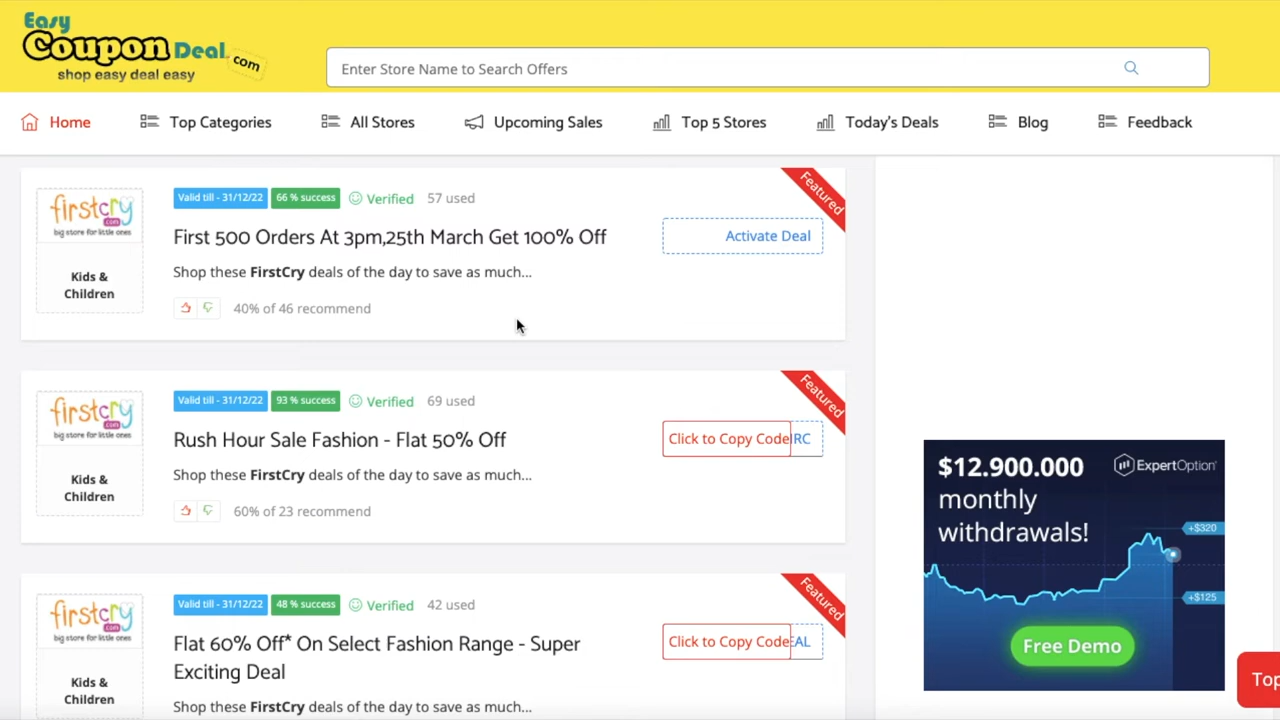 Easy
Coupon Deal.com
shop easy deal easy
Enter Store Name to Search Offers
Home
Top Categories
All Stores
Upcoming Sales
Top 5 Stores
Today's Deals
Blog
Feedback
firstcry
.com
big store for little ones
Kids &
Children
Valid till - 31/12/22 66 % success Verified 57 used
First 500 Orders At 3pm,25th March Get 100% Off
Shop these FirstCry deals of the day to save as much...
40% of 46 recommend
Featured
Activate Deal
firstcry
.com
big store for little ones
Kids &
Children
Valid till - 31/12/22 93 % success Verified 69 used
Rush Hour Sale Fashion - Flat 50% Off
Shop these FirstCry deals of the day to save as much...
60% of 23 recommend
Featured
Click to Copy Code RC
firstcry
.com
big store for little ones
Kids &
Children
Valid till - 31/12/22 48 % success Verified 42 used
Flat 60% Off* On Select Fashion Range - Super
Exciting Deal
Shop these FirstCry deals of the day to save as much...
Featured
Click to Copy Code AL
$12.900.000
monthly
withdrawals!
ExpertOption
+$320
+$125
Free Demo
Top